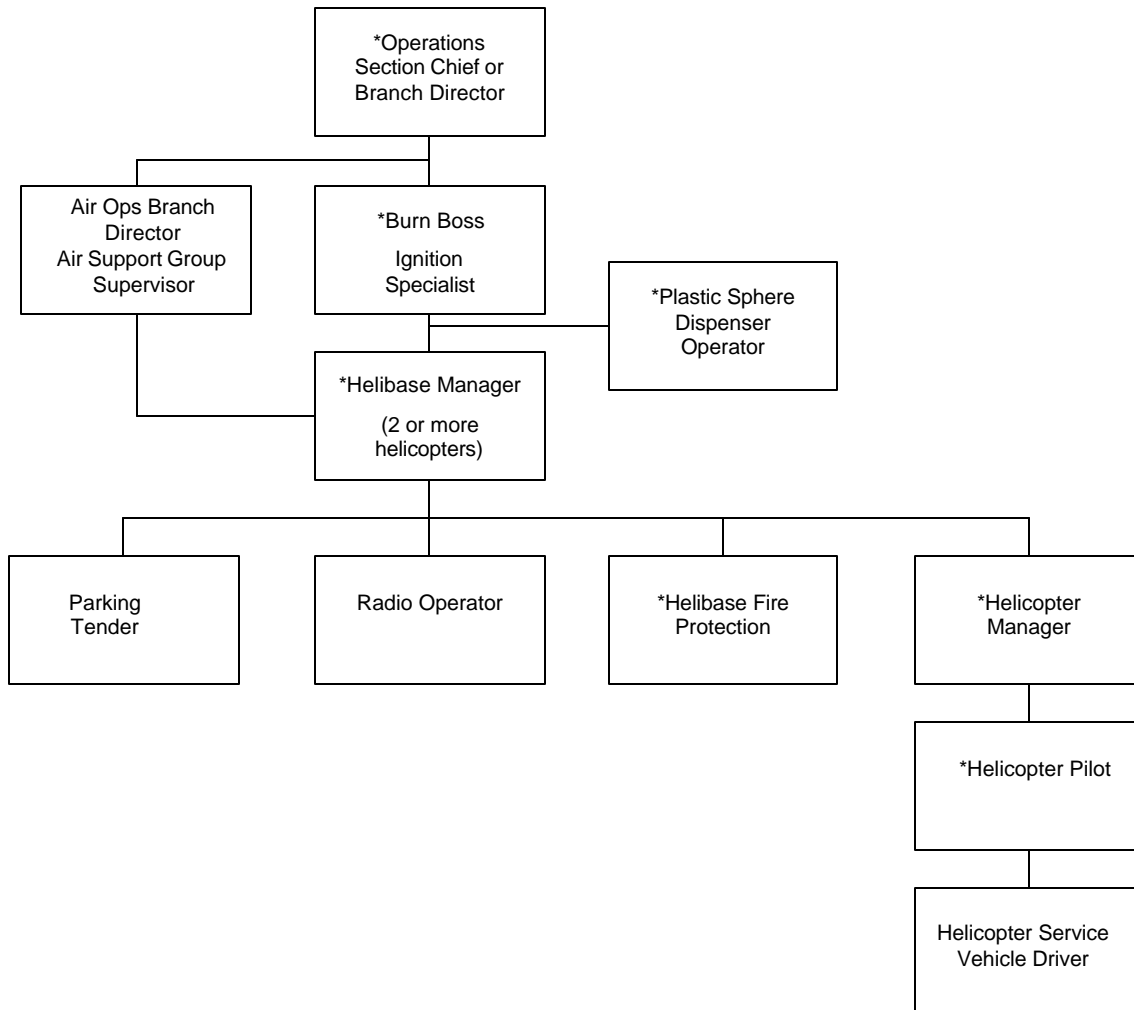 *Operations
Section Chief or
Branch Director
Air Ops Branch
Director
Air Support Group
Supervisor
*Burn Boss
Ignition
Specialist
*Plastic Sphere
Dispenser
Operator
*Helibase Manager
(2 or more
helicopters)
Parking
Tender
Radio Operator
*Helibase Fire
Protection
*Helicopter
Manager
*Helicopter Pilot
Helicopter Service
Vehicle Driver